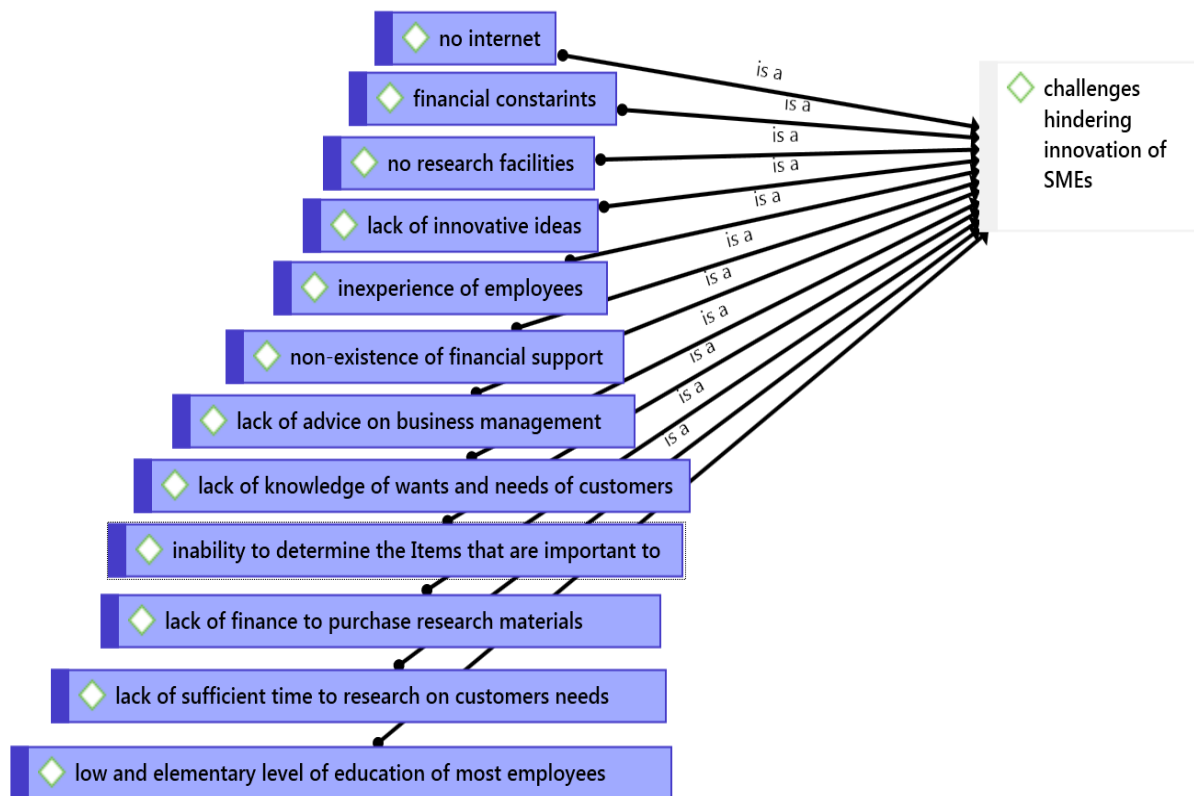 no internet
is a
financial constarints
is a
no research facilities
is a
lack of innovative ideas
is a
inexperience of employees
is a
non-existence of financial support
is a
lack of advice on business management
is a
lack of knowledge of wants and needs of customers
is a
inability to determine the Items that are important to
is a
lack of finance to purchase research materials
is a
lack of sufficient time to research on customers needs
is a
low and elementary level of education of most employees
challenges
hindering
innovation of
SMEs